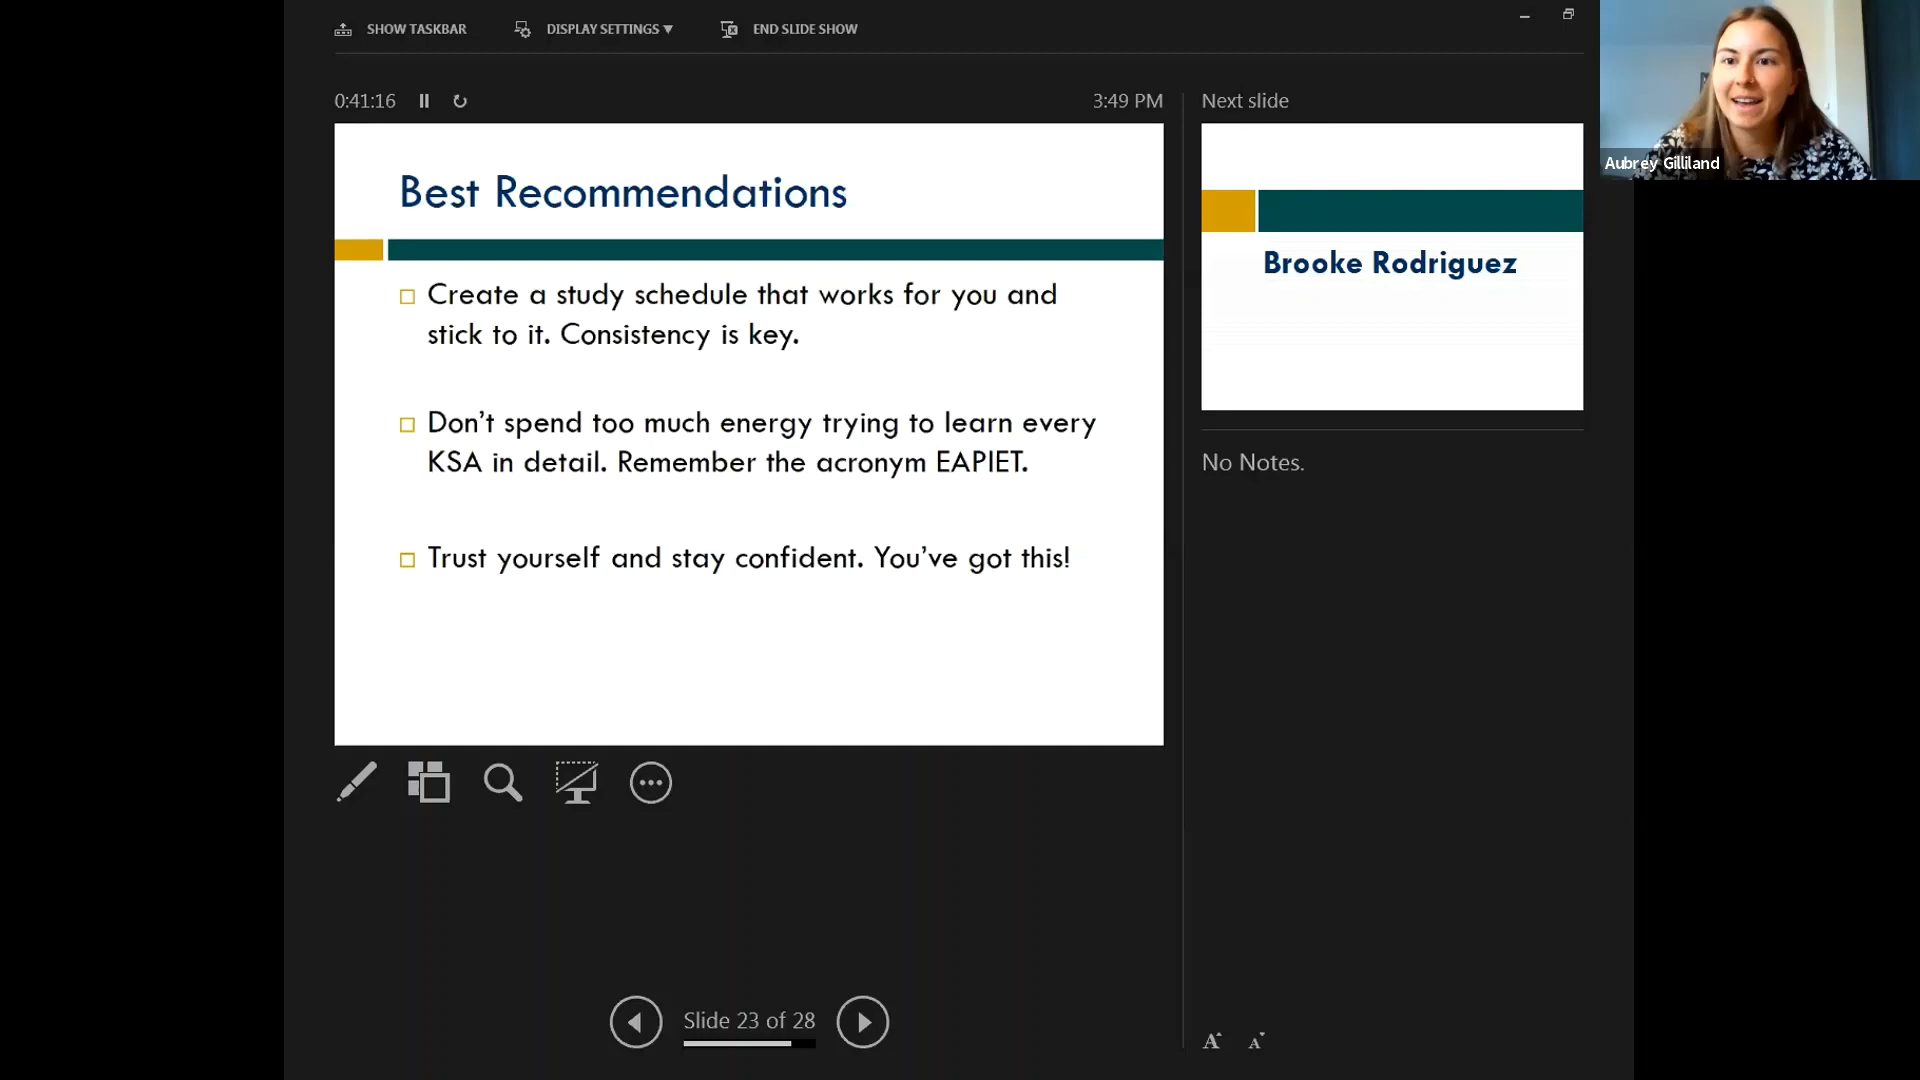 SHOW TASKBAR
DISPLAY SETTINGS ▼
END SLIDE SHOW
0:41:16
3:49 PM
Best Recommendations
Create a study schedule that works for you and
stick to it. Consistency is key.
Don’t spend too much energy trying to learn every
KSA in detail. Remember the acronym EAPIET.
Trust yourself and stay confident. You’ve got this!
Slide 23 of 28
Next slide
Brooke Rodriguez
No Notes.
A A
Aubrey Gilliland